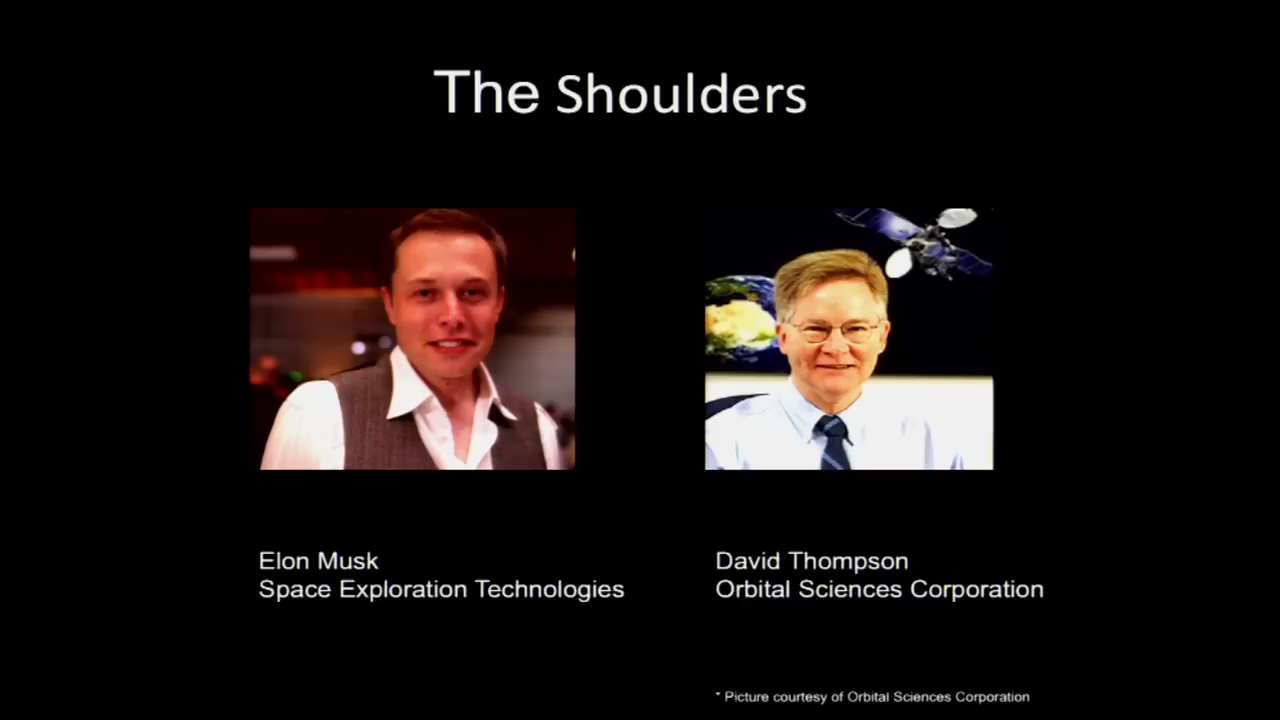 The Shoulders
Elon Musk
Space Exploration Technologies
David Thompson
Orbital Sciences Corporation
* Picture courtesy of Orbital Sciences Corporation